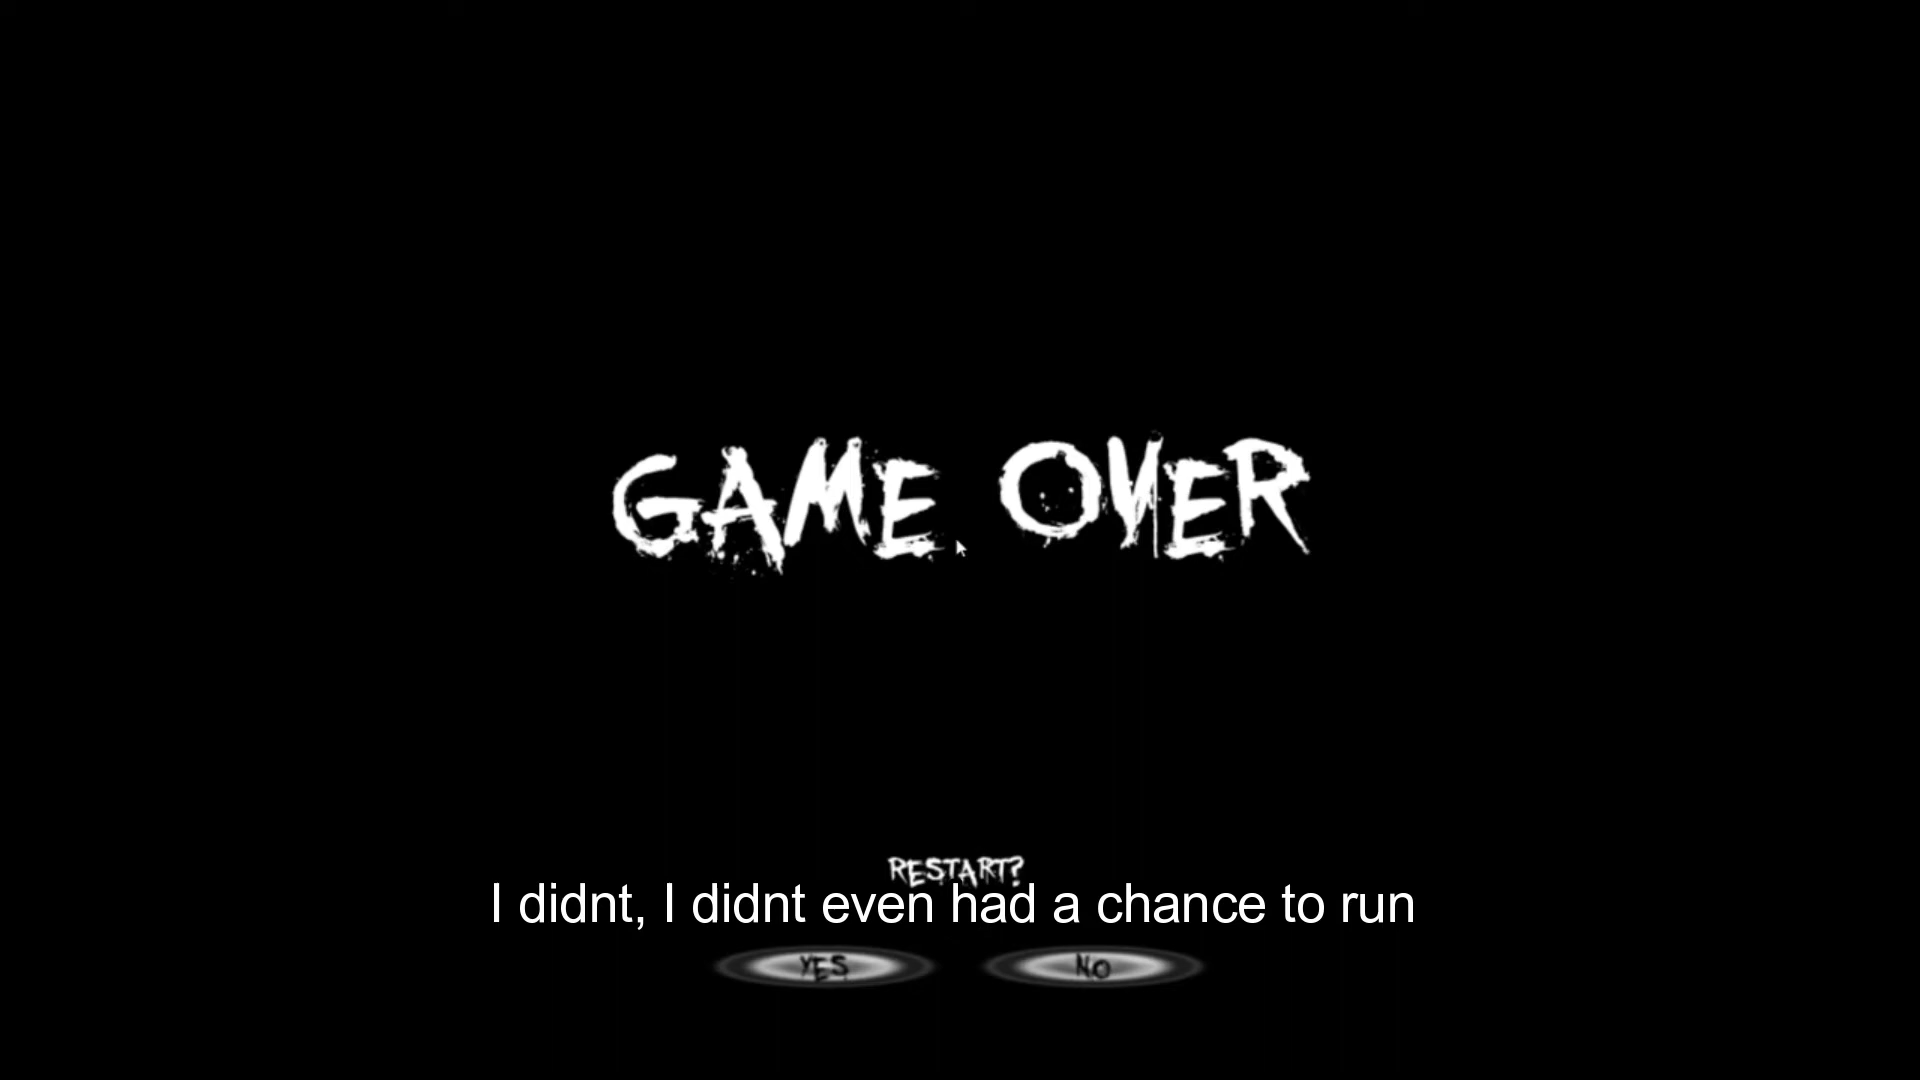 GAME OVER
RESTART?
I didnt, I didnt even had a chance to run
YES NO